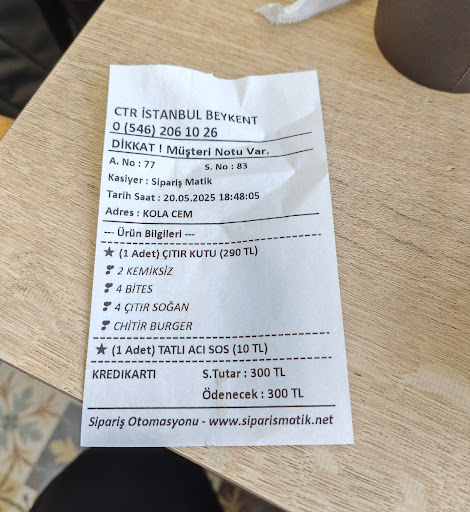 CTR İSTANBUL BEYKENT
0 (546) 206 10 26
DİKKAT ! Müşteri Notu Var.
A. No : 77 S. No : 83
Kasiyer : Sipariş Matik
Tarih Saat : 20.05.2025 18:48:05
Adres : KOLA CEM
--- Ürün Bilgileri ---
★ (1 Adet) ÇITIR KUTU (290 TL)
❣ 2 KEMİKSİZ
❣ 4 BİTES
❣ 4 ÇITIR SOĞAN
❣ CHİTİR BURGER
★ (1 Adet) TATLI ACI SOS (10 TL)
KREDIKARTI S.Tutar : 300 TL
Ödenecek : 300 TL
Sipariş Otomasyonu - www.siparismatik.net